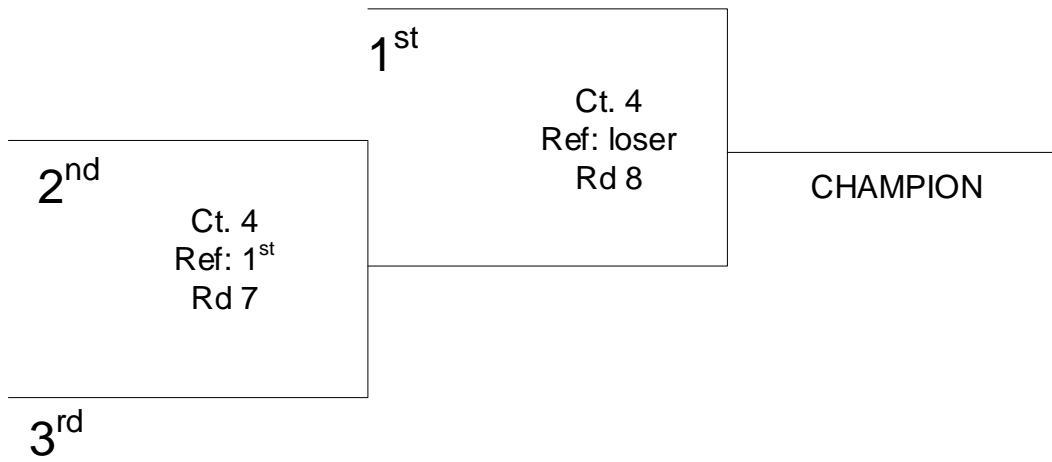 1st
Ct. 4
Ref: loser
Rd 8
CHAMPION
2nd
Ct. 4
Ref: 1st
Rd 7
3rd